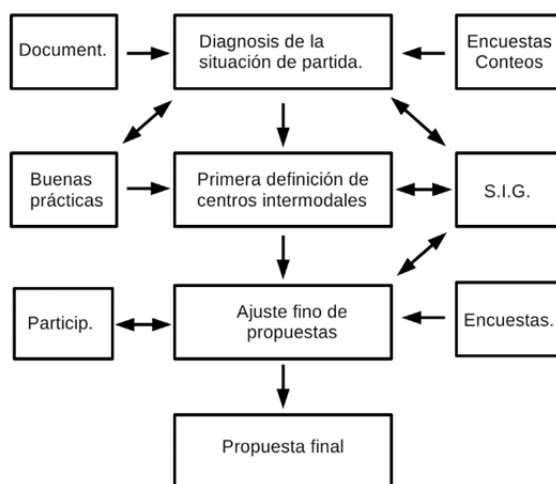 Document.
Diagnosis de la
situación de partida.
Encuestas
Conteos
Buenas
prácticas
Primera definición de
centros intermodales
S.I.G.
Particip.
Ajuste fino de
propuestas
Encuestas.
Propuesta final